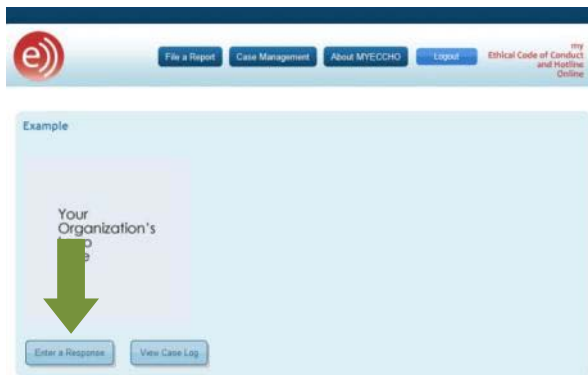 e))
File a Report
Case Management
About MYECCHO
Logout
my
Ethical Code of Conduct
and Hotline
Online
Example
Your
Organization's
Enter a Response
View Case Log